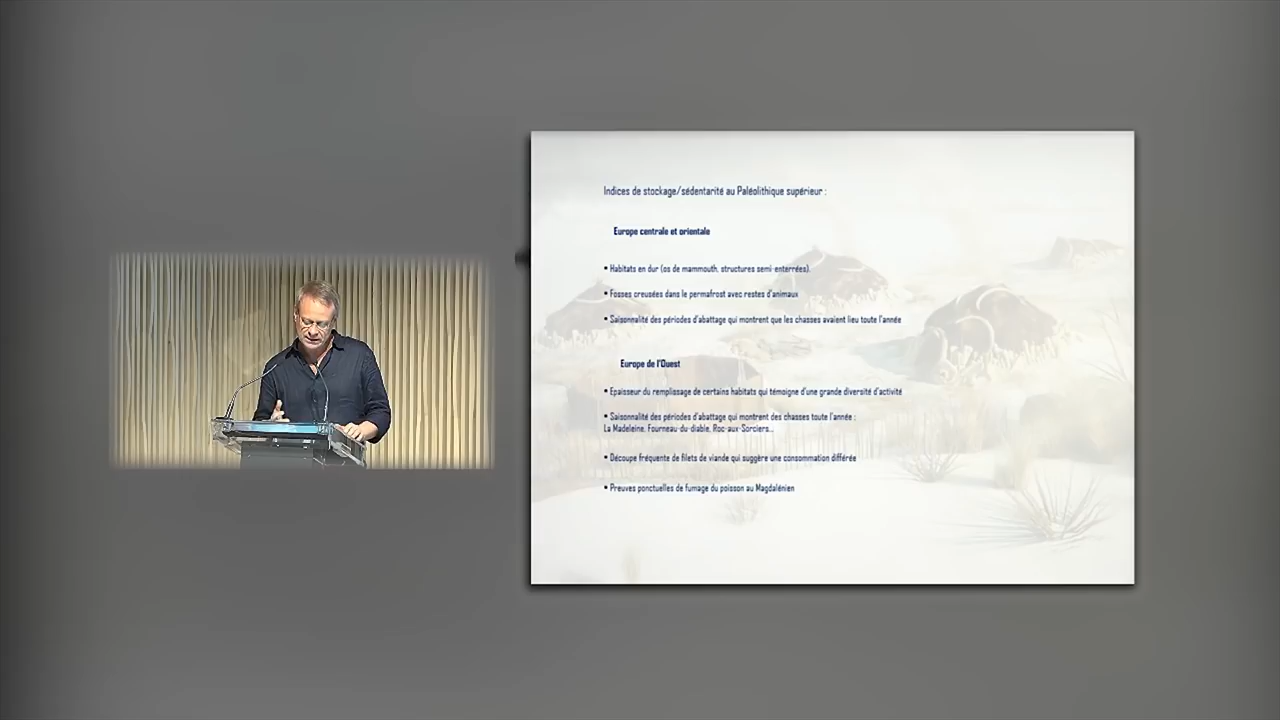 Indices de stockage/sédentarité au Paléolithique supérieur :
Europe centrale et orientale
• Habitats en dur (os de mammouth, structures semi-enterrées).
• Fosses creusées dans le permafrost avec restes d'animaux
• Saisonnalité des périodes d'abattage qui montrent que les chasses avaient lieu toute l'année
Europe de l'Ouest
• Epaisseur du remplissage de certains habitats qui témoigne d'une grande diversité d'activité
• Saisonnalité des périodes d'abattage qui montrent des chasses toute l'année :
La Madeleine, Fourneau-du-diable, Roc-aux-Sorciers...
• Découpe fréquente de filets de viande qui suggère une consommation différée
• Preuves ponctuelles de fumage du poisson au Magdalénien